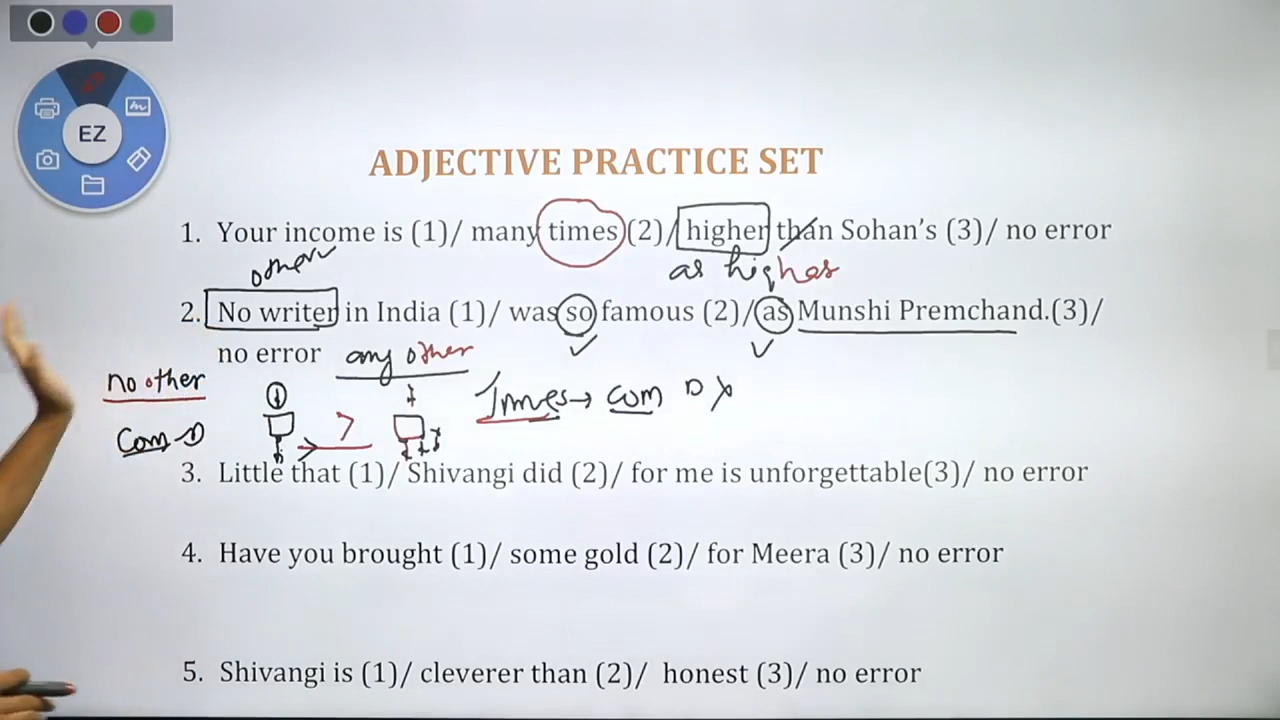 EZ
ADJECTIVE PRACTICE SET
1. Your income is (1)/ many times (2)/ higher than Sohan's (3)/ no error
other
as high as
2. No writer in India (1)/ was so famous (2)/ as Munshi Premchand.(3)/
no error any other
no other
Times → com D x
Com → D
3. Little that (1)/ Shivangi did (2)/ for me is unforgettable(3)/ no error
4. Have you brought (1)/ some gold (2)/ for Meera (3)/ no error
5. Shivangi is (1)/ cleverer than (2)/ honest (3)/ no error